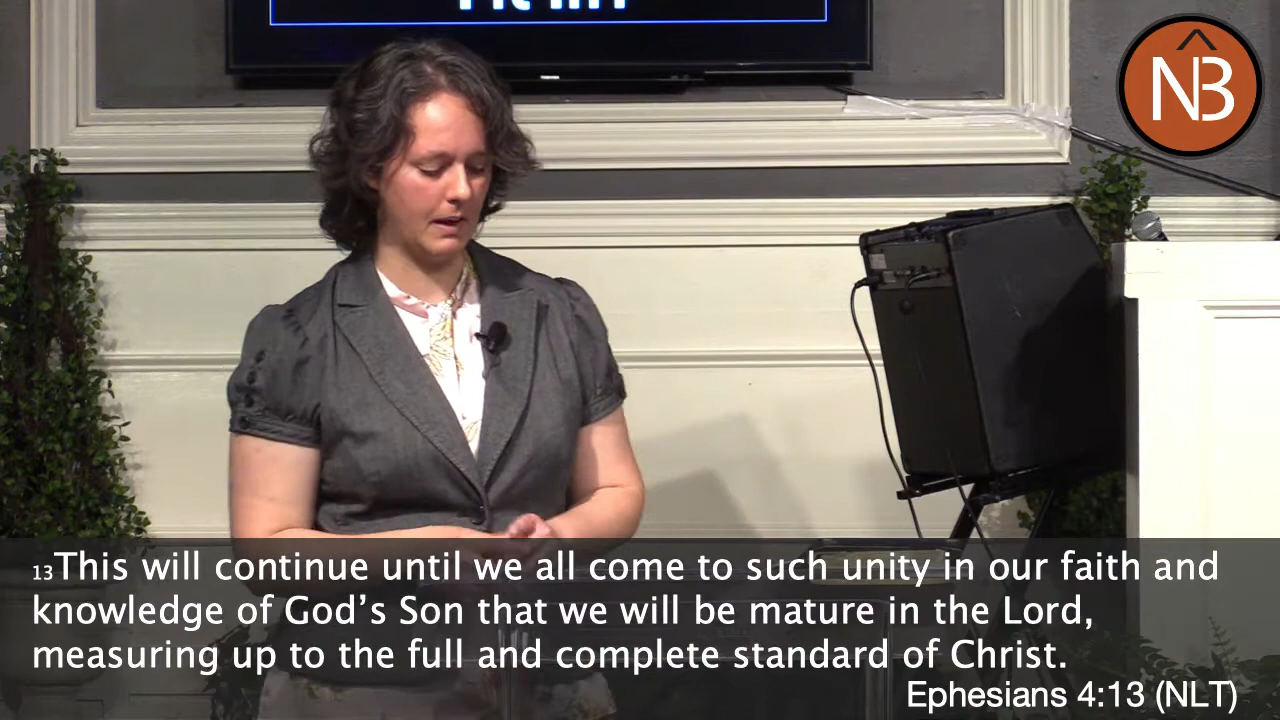 NB
13This will continue until we all come to such unity in our faith and
knowledge of God's Son that we will be mature in the Lord,
measuring up to the full and complete standard of Christ.
Ephesians 4:13 (NLT)